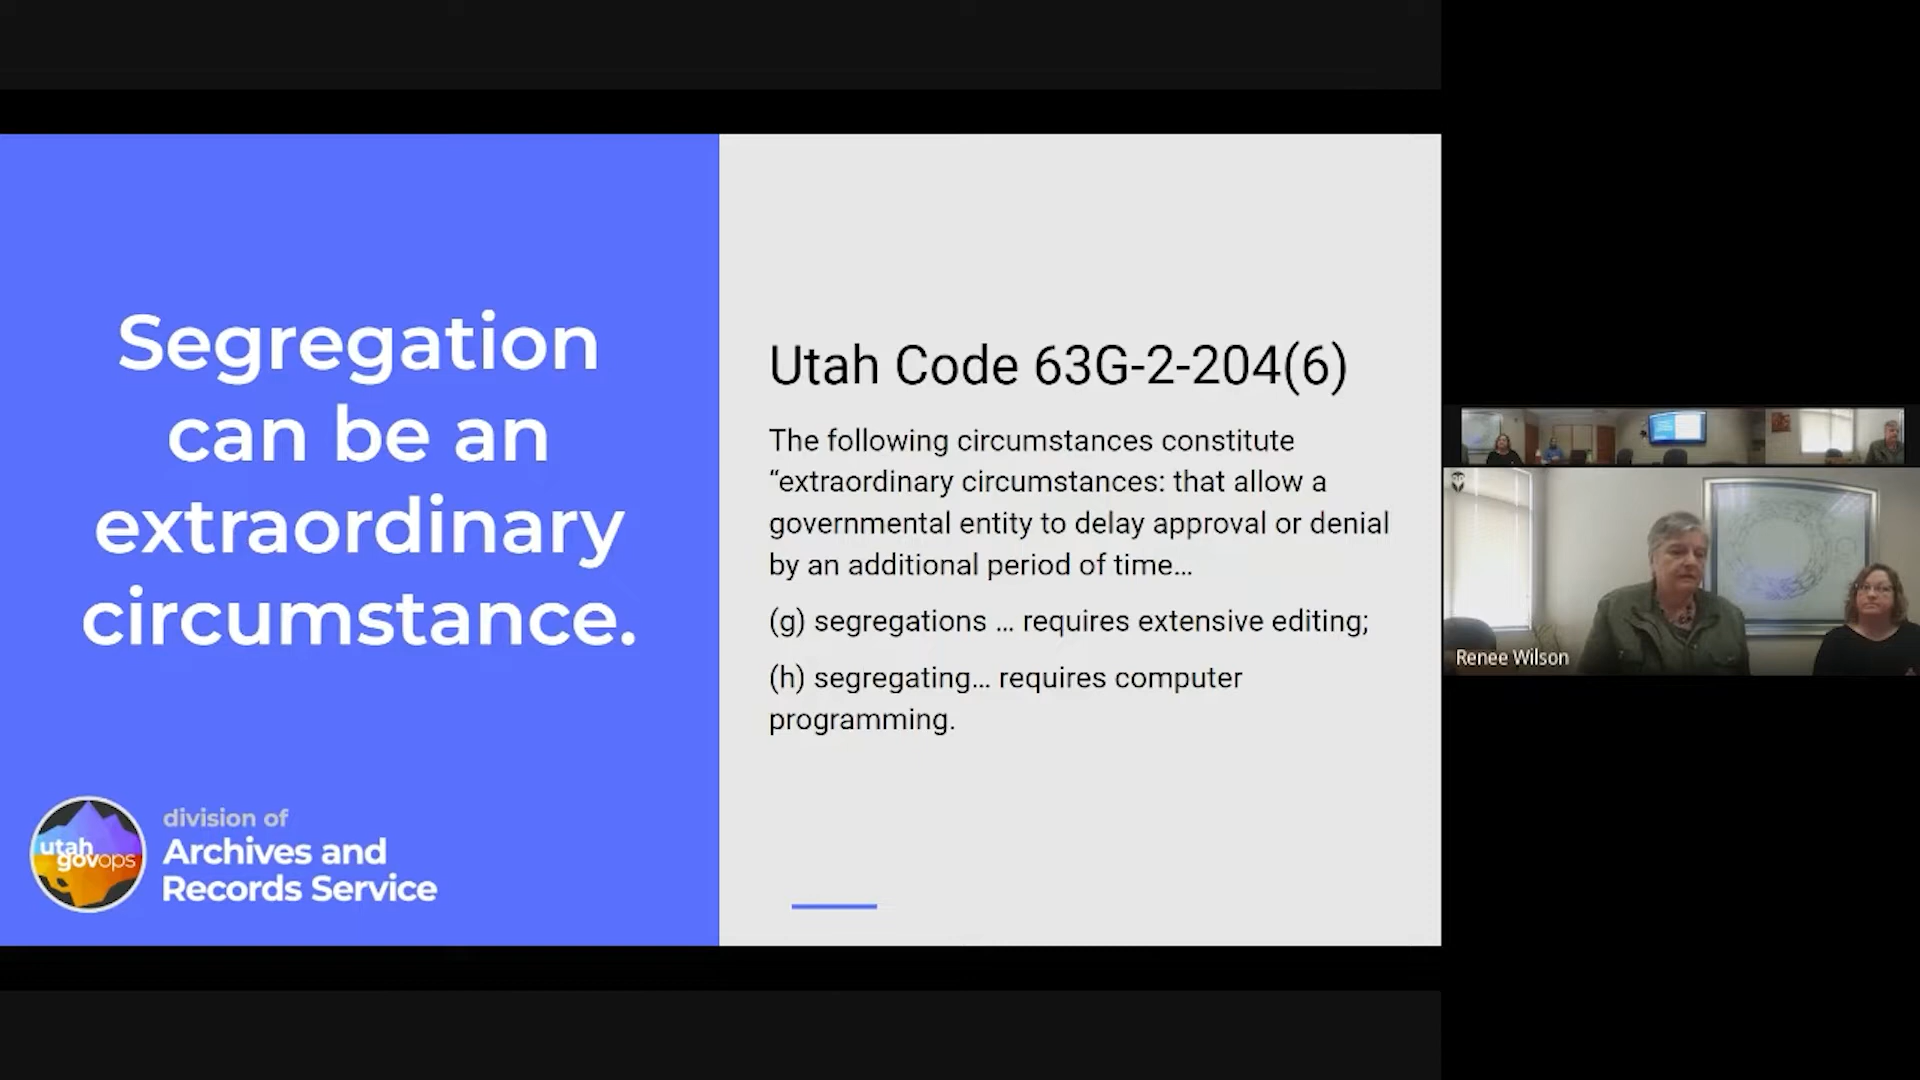 Segregation
can be an
extraordinary
circumstance.
utah
govops
division of
Archives and
Records Service
Utah Code 63G-2-204(6)
The following circumstances constitute
“extraordinary circumstances: that allow a
governmental entity to delay approval or denial
by an additional period of time...
(g) segregations ... requires extensive editing;
(h) segregating... requires computer
programming.
Renee Wilson